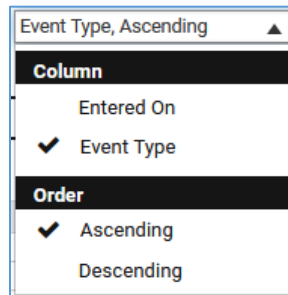 Event Type, Ascending
Column
Entered On
Event Type
Order
Ascending
Descending